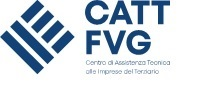 CATT
FVG
Centro di Assistenza Tecnica
alle Imprese del Terziario